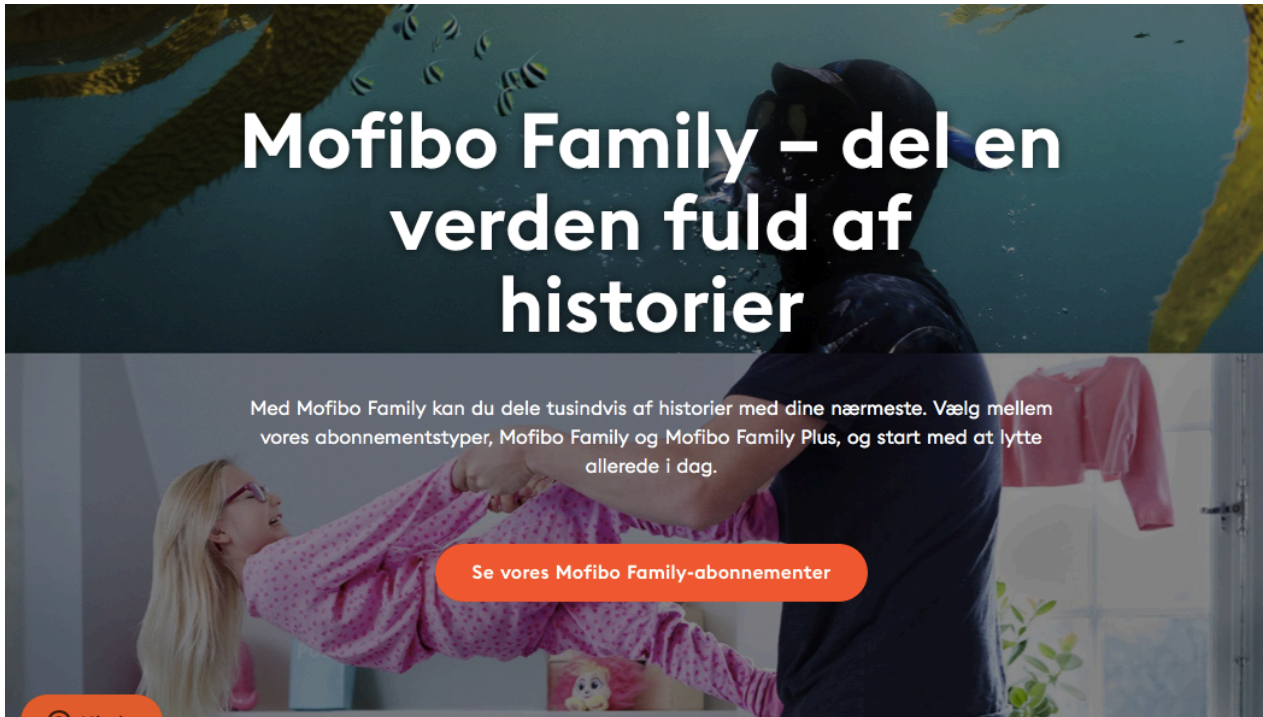 Mofibo Family – del en
verden fuld af
historier
Med Mofibo Family kan du dele tusindvis af historier med dine nærmeste. Vælg mellem
vores abonnementstyper, Mofibo Family og Mofibo Family Plus, og start med at lytte
allerede i dag.
Se vores Mofibo Family-abonnementer